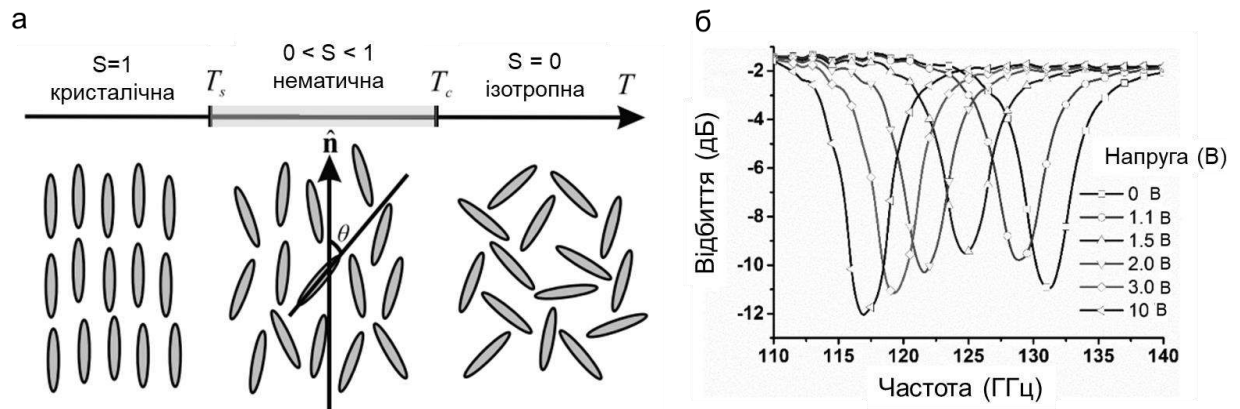 а
S=1
кристалічна
0 < S < 1
нематична
S = 0
ізотропна
T_s
T_c
T
n̂
θ
б
Відбиття (дБ)
-2
-4
-6
-8
-10
-12
110
115
120
125
130
135
140
Частота (ГГц)
Напруга (В)
0 В
1.1 В
1.5 В
2.0 В
3.0 В
10 В